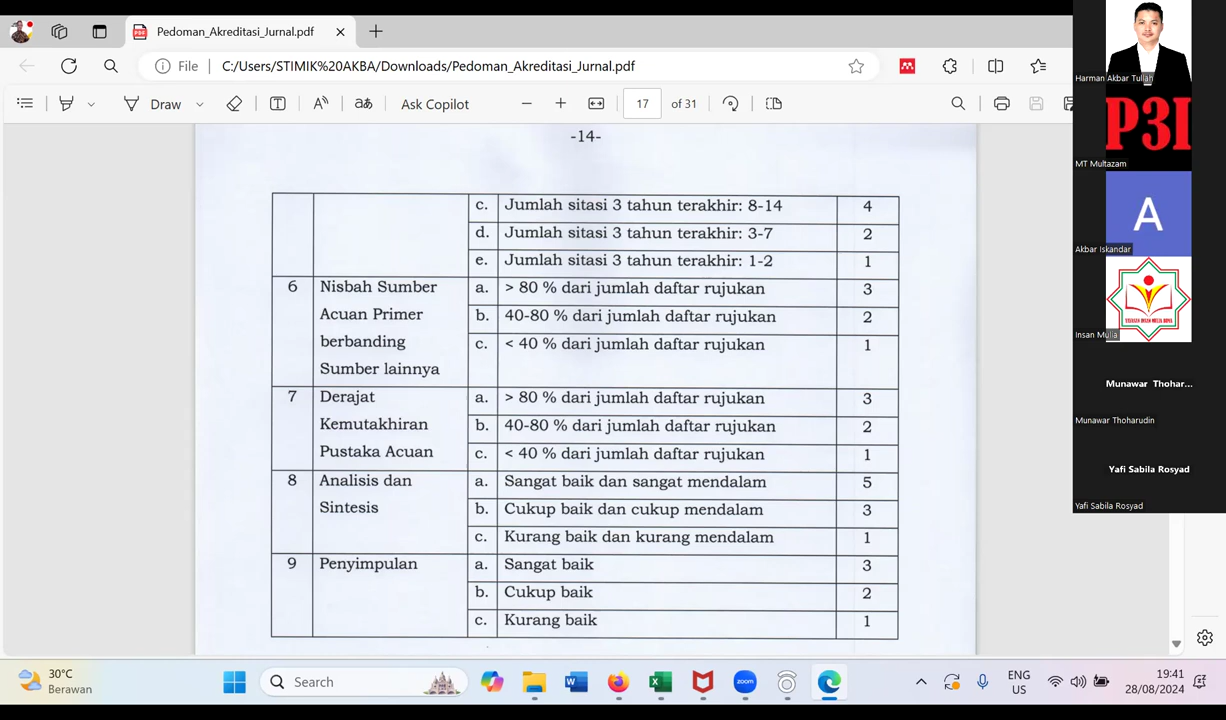 Pedoman_Akreditasi_Jurnal.pdf
File C:/Users/STIMIK%20AKBA/Downloads/Pedoman_Akreditasi_Jurnal.pdf
Draw Ask Copilot 17 of 31
-14-
c. Jumlah sitasi 3 tahun terakhir: 8-14 4
d. Jumlah sitasi 3 tahun terakhir: 3-7 2
e. Jumlah sitasi 3 tahun terakhir: 1-2 1
6 Nisbah Sumber a. > 80 % dari jumlah daftar rujukan 3
Acuan Primer b. 40-80 % dari jumlah daftar rujukan 2
berbanding c. < 40 % dari jumlah daftar rujukan 1
Sumber lainnya
7 Derajat a. > 80 % dari jumlah daftar rujukan 3
Kemutakhiran b. 40-80 % dari jumlah daftar rujukan 2
Pustaka Acuan c. < 40 % dari jumlah daftar rujukan 1
8 Analisis dan a. Sangat baik dan sangat mendalam 5
Sintesis b. Cukup baik dan cukup mendalam 3
c. Kurang baik dan kurang mendalam 1
9 Penyimpulan a. Sangat baik 3
b. Cukup baik 2
c. Kurang baik 1
Harman Akbar Tullah
P3I
MT Multazam
A
Akbar Iskandar
Insan Mulia
Munawar Thohar...
Munawar Thoharudin
Yafi Sabila Rosyad
Yafi Sabila Rosyad
30°C
Berawan
Search
zoom
ENG
US
19:41
28/08/2024